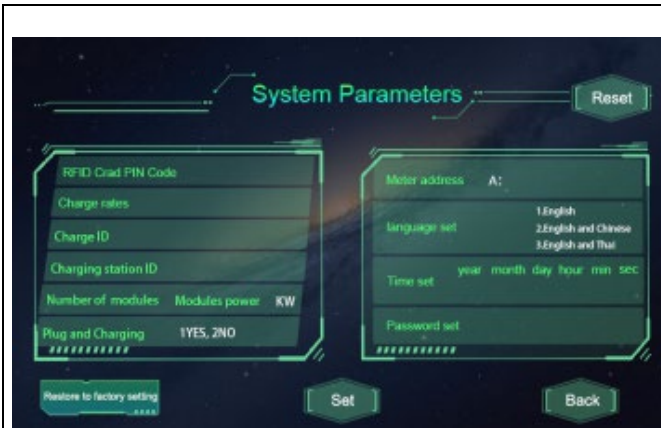 System Parameters
Reset
RFID Crad PIN Code
Charge rates
Charge ID
Charging station ID
Number of modules Modules power KW
Plug and Charging 1YES, 2NO
Meter address A:
language set
1.English
2.English and Chinese
3.English and Thai
Time set year month day hour min sec
Password set
Restore to factory setting
Set
Back